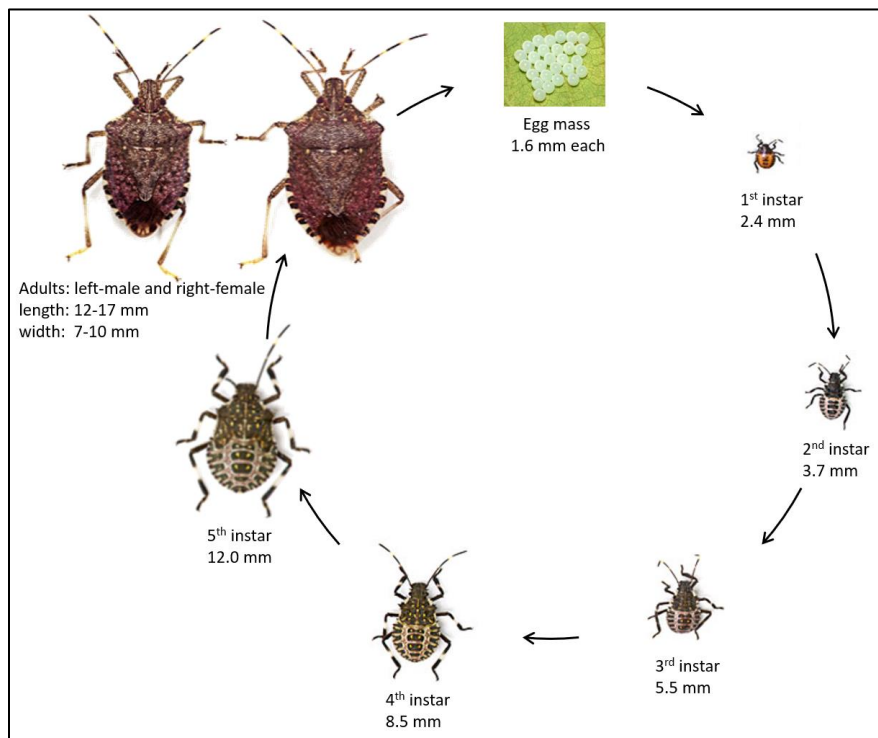 Egg mass
1.6 mm each
1st instar
2.4 mm
2nd instar
3.7 mm
3rd instar
5.5 mm
4th instar
8.5 mm
5th instar
12.0 mm
Adults: left-male and right-female
length: 12-17 mm
width: 7-10 mm